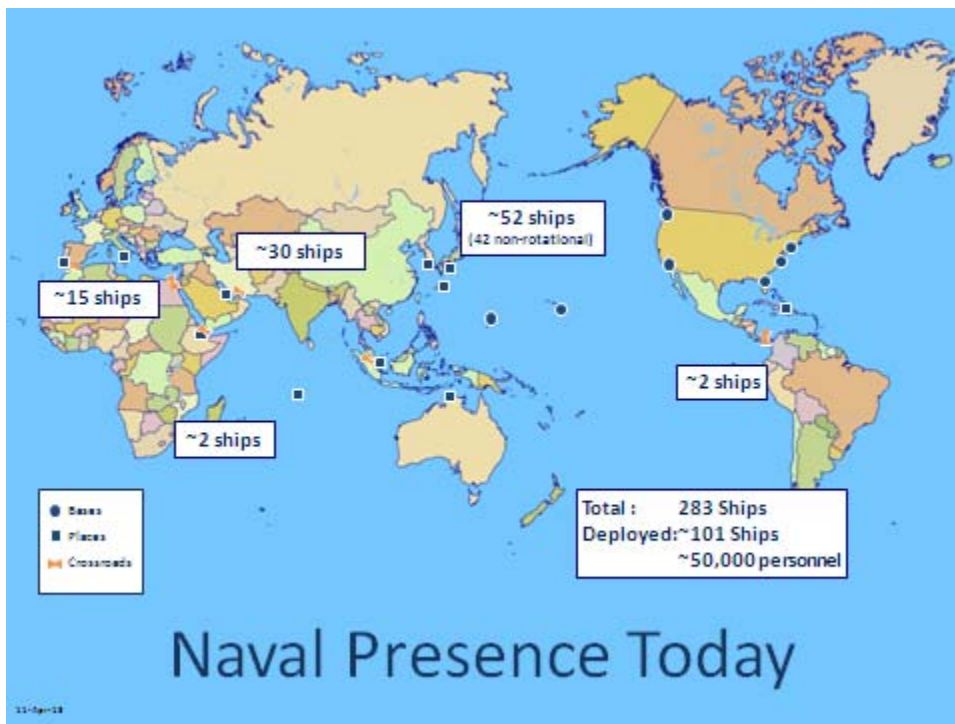 ~52 ships
(42 non-rotational)
~30 ships
~15 ships
~2 ships
~2 ships
Bases
Places
Crossroads
Total : 283 Ships
Deployed:~101 Ships
~50,000 personnel
Naval Presence Today